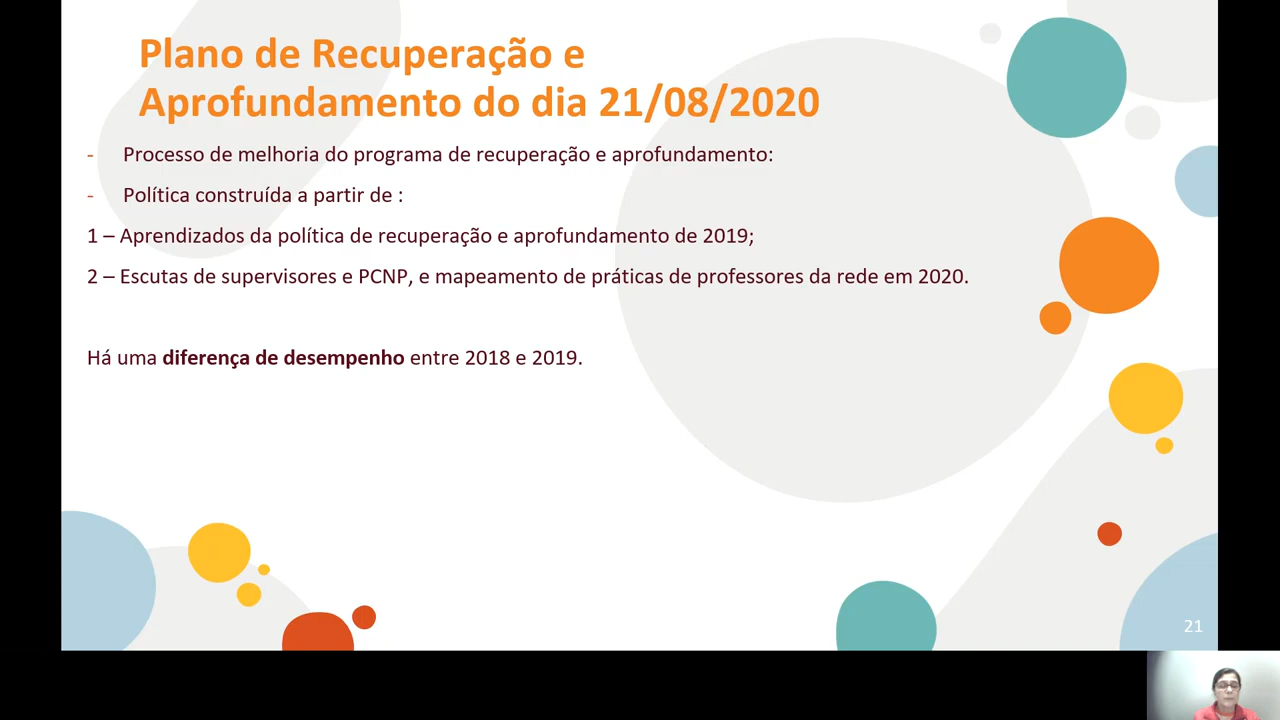 Plano de Recuperação e
Aprofundamento do dia 21/08/2020
- Processo de melhoria do programa de recuperação e aprofundamento:
- Política construída a partir de :
1 – Aprendizados da política de recuperação e aprofundamento de 2019;
2 – Escutas de supervisores e PCNP, e mapeamento de práticas de professores da rede em 2020.
Há uma diferença de desempenho entre 2018 e 2019.
21